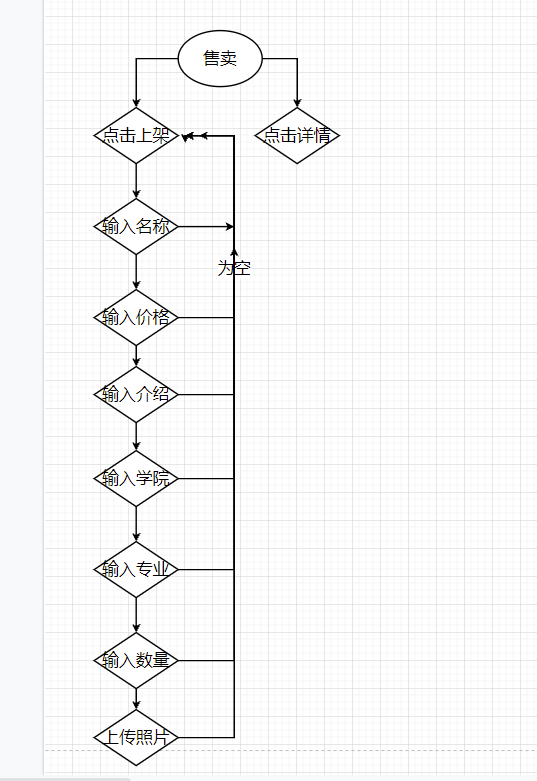 售卖
点击上架
点击详情
输入名称
为空
输入价格
输入介绍
输入学院
输入专业
输入数量
上传照片